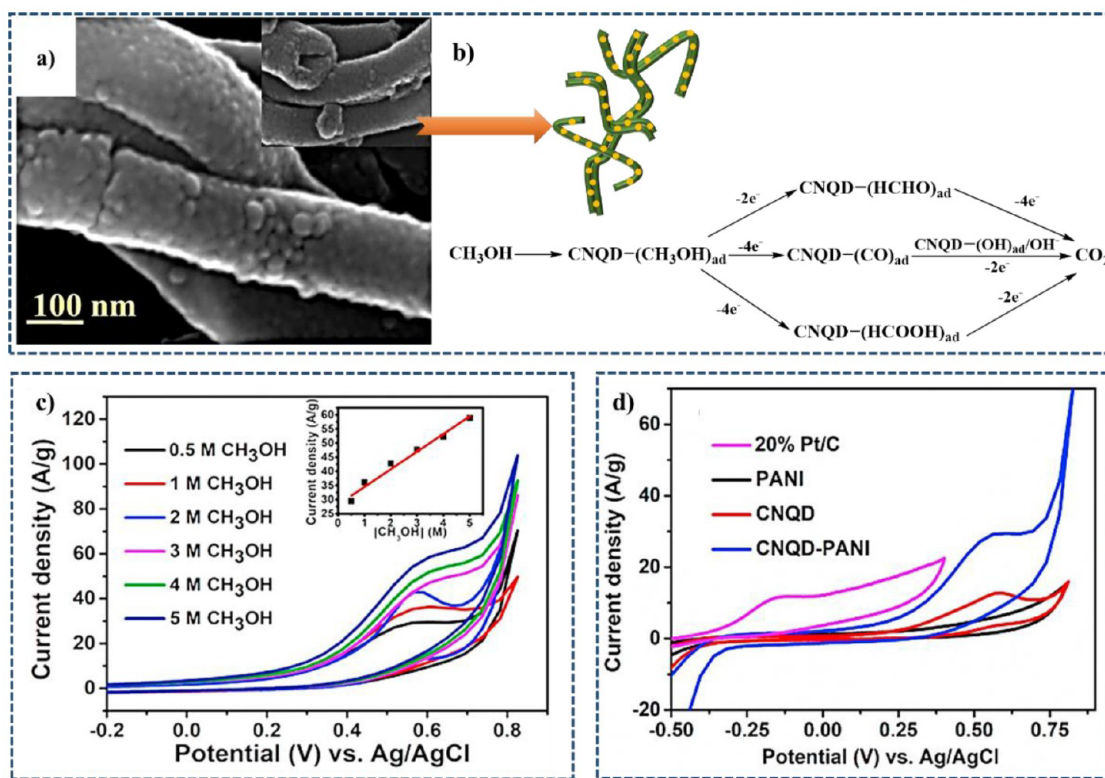 a)
100 nm
b)
-2e⁻
CNQD–(HCHO)ad
-4e⁻
CH₃OH
CNQD–(CH₃OH)ad
-4e⁻
CNQD–(CO)ad
CNQD–(OH)ad/OH⁻
-2e⁻
-4e⁻
CNQD–(HCOOH)ad
-2e⁻
c)
Current density (A/g)
120
100
80
60
40
20
0
0.5 M CH₃OH
1 M CH₃OH
2 M CH₃OH
3 M CH₃OH
4 M CH₃OH
5 M CH₃OH
Current density (A/g)
60
55
50
45
40
35
30
25
0 1 2 3 4 5
[CH₃OH] (M)
-0.2 0.0 0.2 0.4 0.6 0.8
Potential (V) vs. Ag/AgCl
d)
Current density (A/g)
60
40
20
0
-20
20% Pt/C
PANI
CNQD
CNQD-PANI
-0.50 -0.25 0.00 0.25 0.50 0.75
Potential (V) vs. Ag/AgCl